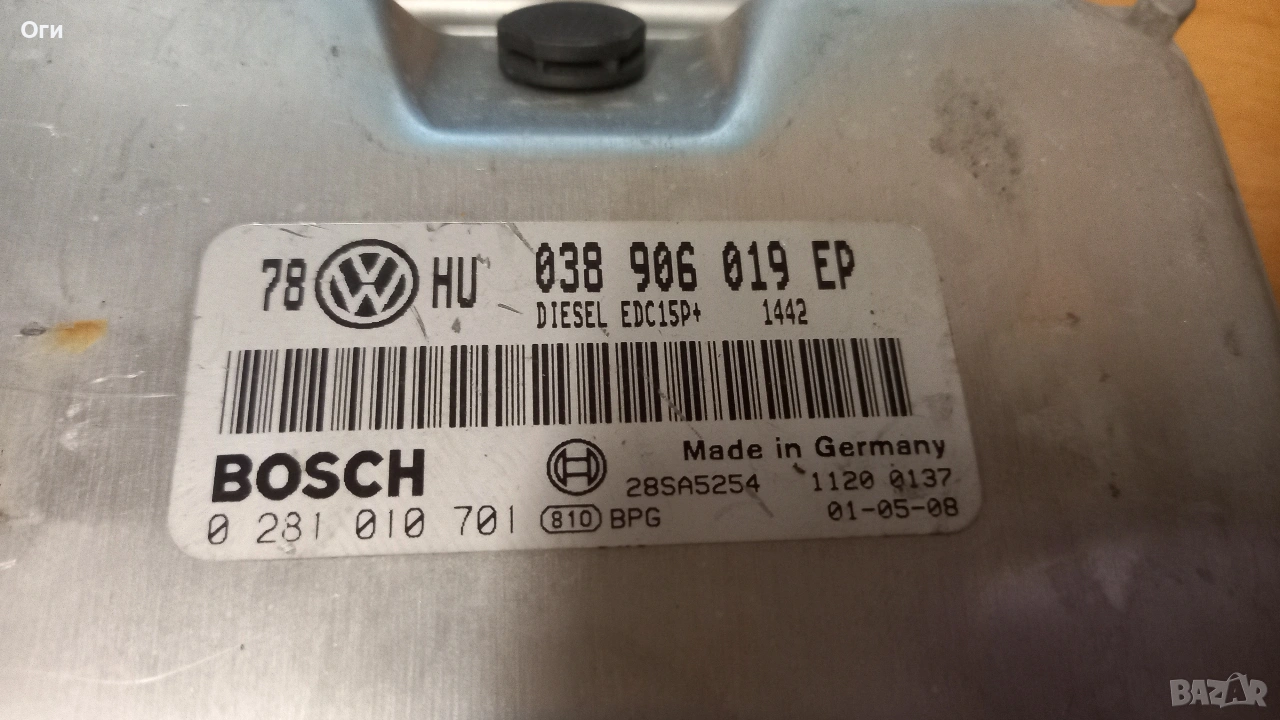 Оги
78 HU 038 906 019 EP
DIESEL EDC15P+ 1442
BOSCH
Made in Germany
28SA5254 1120 0137
0 281 010 701 810 BPG 01-05-08
BAZAR